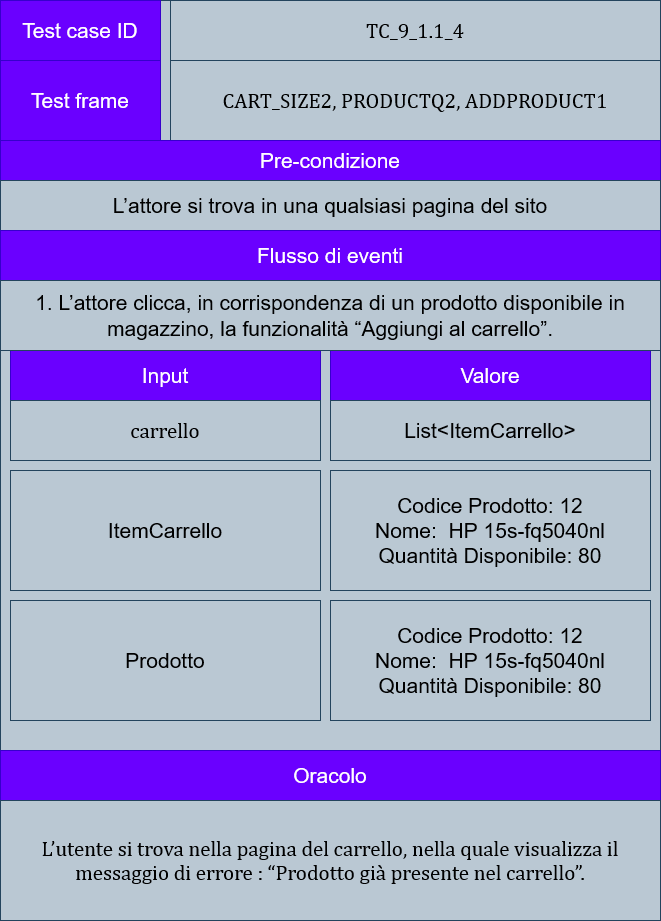 Test case ID
TC_9_1.1_4
Test frame
CART_SIZE2, PRODUCTQ2, ADDPRODUCT1
Pre-condizione
L’attore si trova in una qualsiasi pagina del sito
Flusso di eventi
1. L’attore clicca, in corrispondenza di un prodotto disponibile in
magazzino, la funzionalità “Aggiungi al carrello”.
Input
Valore
carrello
List<ItemCarrello>
ItemCarrello
Codice Prodotto: 12
Nome:  HP 15s-fq5040nl
Quantità Disponibile: 80
Prodotto
Codice Prodotto: 12
Nome:  HP 15s-fq5040nl
Quantità Disponibile: 80
Oracolo
L’utente si trova nella pagina del carrello, nella quale visualizza il
messaggio di errore : “Prodotto già presente nel carrello”.